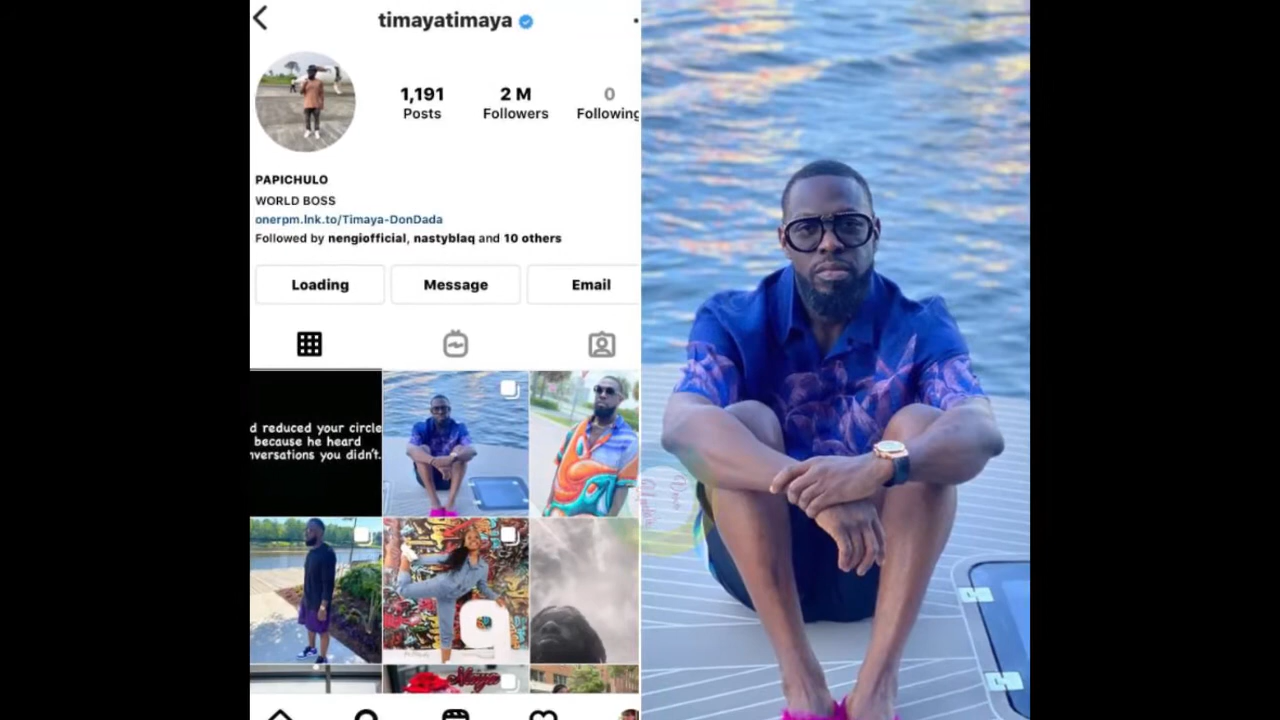 timayatimaya
1,191
Posts
2 M
Followers
0
Following
PAPICHULO
WORLD BOSS
onerpm.lnk.to/Timaya-DonDada
Followed by nengiofficial, nastyblaq and 10 others
Loading
Message
Email
d reduced your circle
because he heard
nversations you didn't.
9